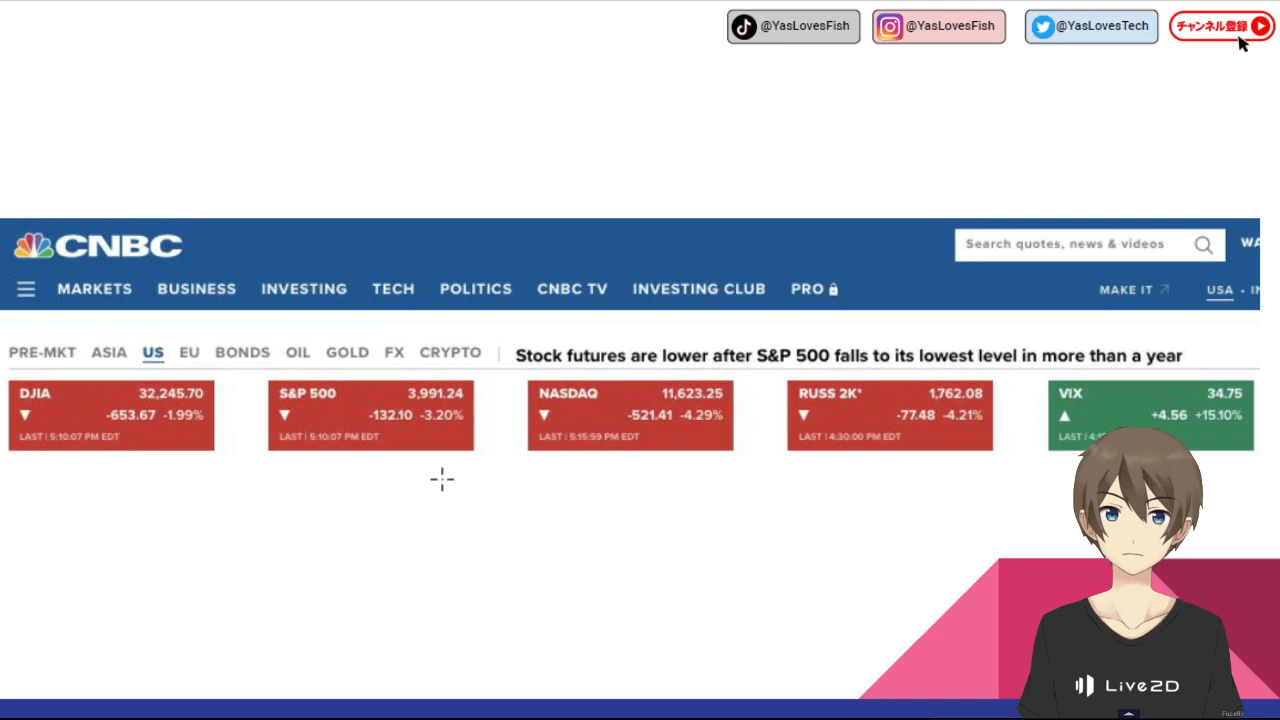 @YasLovesFish @YasLovesFish @YasLovesTech チャンネル登録
CNBC
Search quotes, news & videos
MARKETS BUSINESS INVESTING TECH POLITICS CNBC TV INVESTING CLUB PRO MAKE IT USA
PRE-MKT ASIA US EU BONDS OIL GOLD FX CRYPTO
Stock futures are lower after S&P 500 falls to its lowest level in more than a year
DJIA 32,245.70
-653.67 -1.99%
LAST | 5:10:07 PM EDT
S&P 500 3,991.24
-132.10 -3.20%
LAST | 5:10:07 PM EDT
NASDAQ 11,623.25
-521.41 -4.29%
LAST | 5:15:59 PM EDT
RUSS 2K* 1,762.08
-77.48 -4.21%
LAST | 4:30:00 PM EDT
VIX 34.75
+4.56 +15.10%
LAST
Live2D